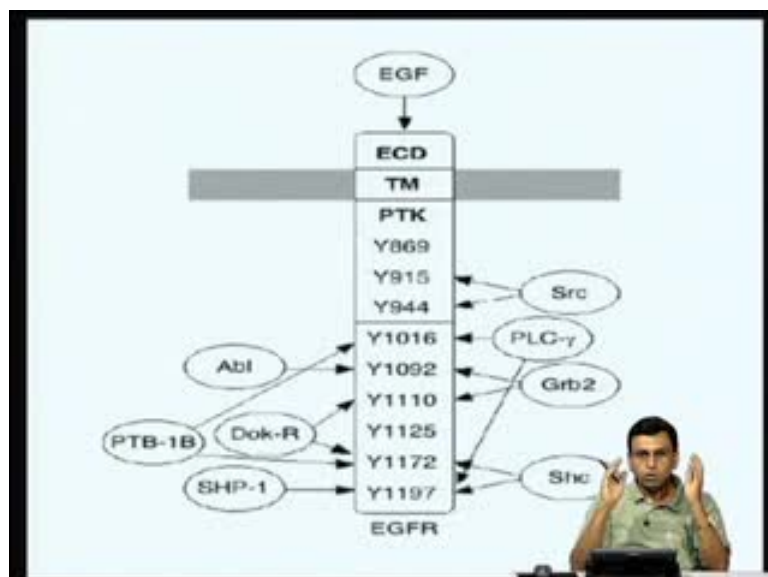 EGF
ECD
TM
PTK
Y869
Y915
Src
Y944
Y1016
PLC-γ
Abl
Y1092
Grb2
Y1110
PTB-1B
Dok-R
Y1125
Y1172
Shc
SHP-1
Y1197
EGFR